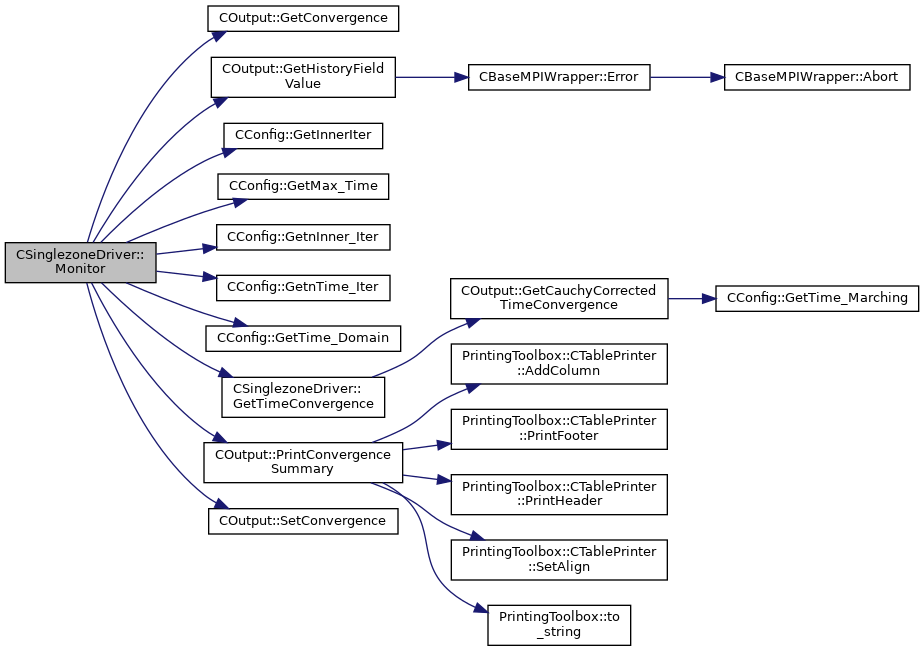 COutput::GetConvergence
COutput::GetHistoryField
Value
CBaseMPIWrapper::Error
CBaseMPIWrapper::Abort
CConfig::GetInnerIter
CConfig::GetMax_Time
CConfig::GetnInner_Iter
CSinglezoneDriver::
Monitor
CConfig::GetnTime_Iter
COutput::GetCauchyCorrected
TimeConvergence
CConfig::GetTime_Marching
CConfig::GetTime_Domain
PrintingToolbox::CTablePrinter
::AddColumn
CSinglezoneDriver::
GetTimeConvergence
PrintingToolbox::CTablePrinter
::PrintFooter
COutput::PrintConvergence
Summary
PrintingToolbox::CTablePrinter
::PrintHeader
COutput::SetConvergence
PrintingToolbox::CTablePrinter
::SetAlign
PrintingToolbox::to
_string